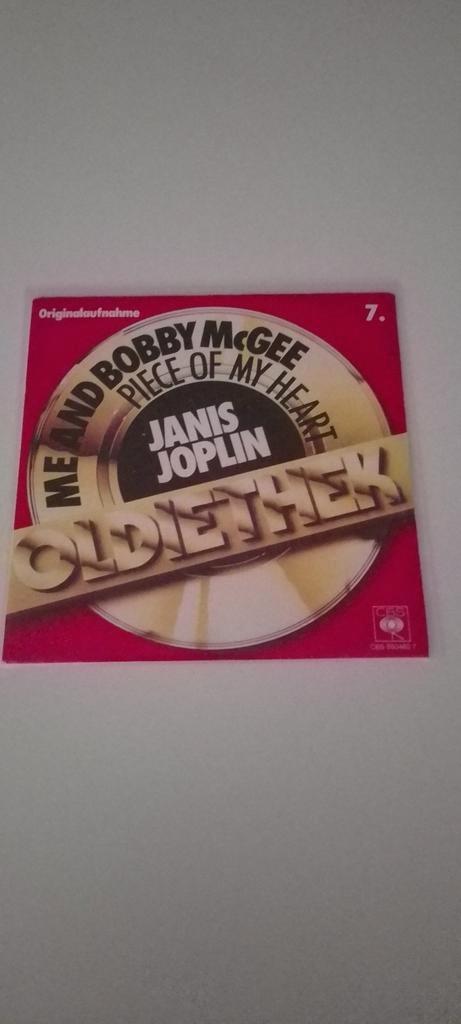 Originalaufnahme
7.
ME AND BOBBY McGEE
PIECE OF MY HEART
JANIS
JOPLIN
OLDIETHEK
CBS